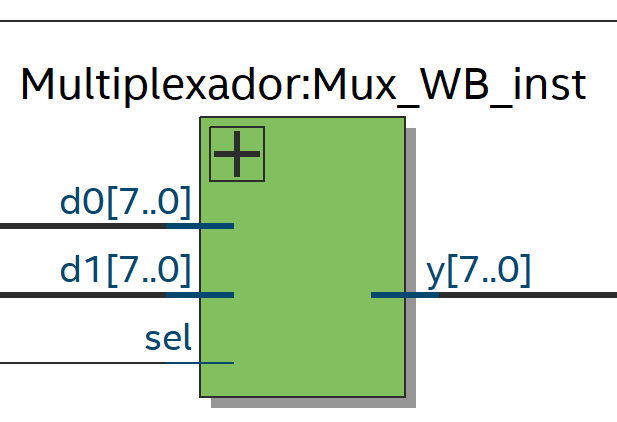 Multiplexador:Mux_WB_inst
d0[7..0]
d1[7..0]
y[7..0]
sel